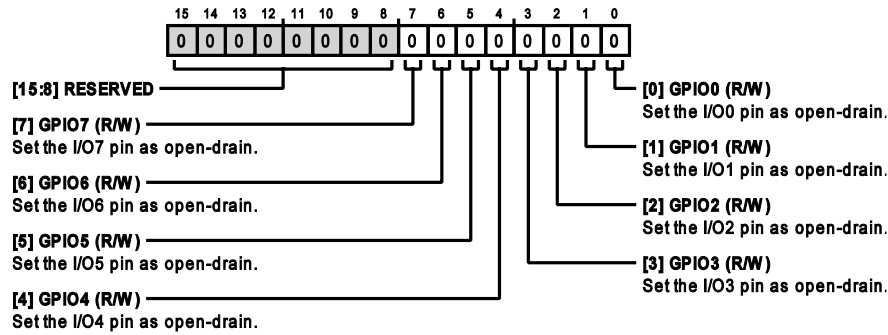 15 14 13 12 11 10 9 8 7 6 5 4 3 2 1 0
0 0 0 0 0 0 0 0 0 0 0 0 0 0 0 0
[15:8] RESERVED
[7] GPIO7 (R/W)
Set the I/O7 pin as open-drain.
[6] GPIO6 (R/W)
Set the I/O6 pin as open-drain.
[5] GPIO5 (R/W)
Set the I/O5 pin as open-drain.
[4] GPIO4 (R/W)
Set the I/O4 pin as open-drain.
[0] GPIO0 (R/W)
Set the I/O0 pin as open-drain.
[1] GPIO1 (R/W)
Set the I/O1 pin as open-drain.
[2] GPIO2 (R/W)
Set the I/O2 pin as open-drain.
[3] GPIO3 (R/W)
Set the I/O3 pin as open-drain.